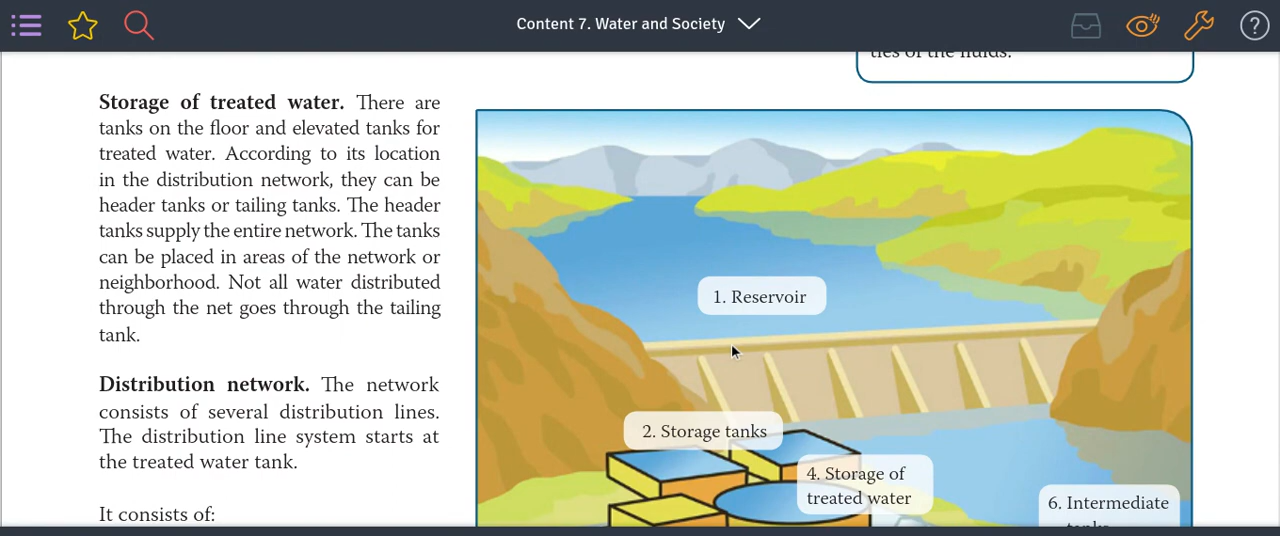 Content 7. Water and Society
ties of the fluids.
Storage of treated water. There are
tanks on the floor and elevated tanks for
treated water. According to its location
in the distribution network, they can be
header tanks or tailing tanks. The header
tanks supply the entire network. The tanks
can be placed in areas of the network or
neighborhood. Not all water distributed
through the net goes through the tailing
tank.
Distribution network. The network
consists of several distribution lines.
The distribution line system starts at
the treated water tank.
It consists of:
1. Reservoir
2. Storage tanks
4. Storage of
treated water
6. Intermediate
tanks